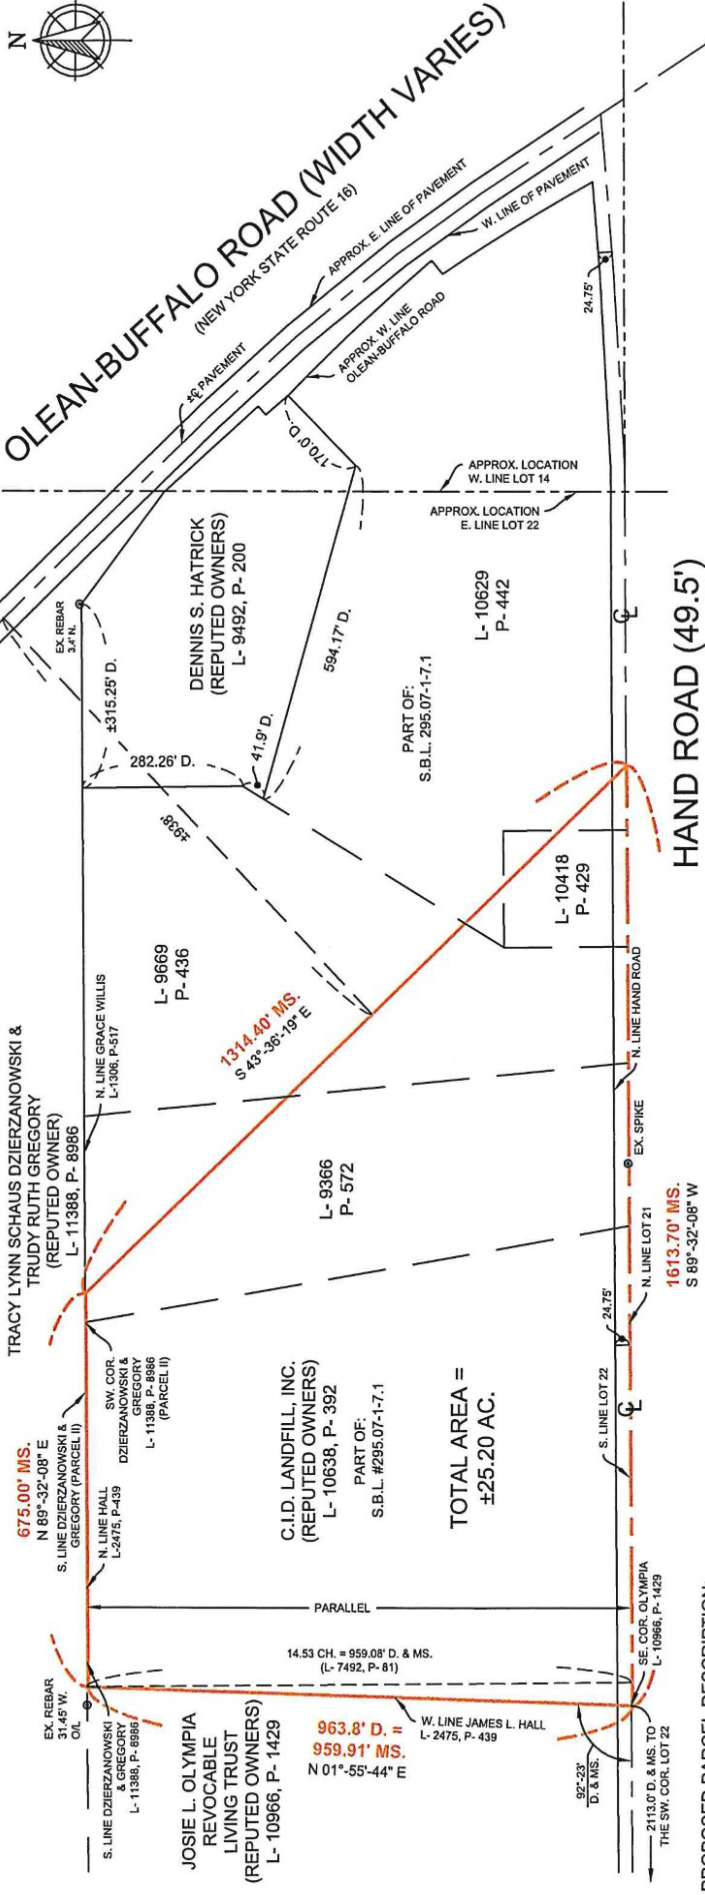 N
OLEAN-BUFFALO ROAD (WIDTH VARIES)
(NEW YORK STATE ROUTE 16)
APPROX. E. LINE OF PAVEMENT
W. LINE OF PAVEMENT
±℄ PAVEMENT
APPROX. W. LINE
OLEAN-BUFFALO ROAD
24.75'
170.0' D.
APPROX. LOCATION
W. LINE LOT 14
APPROX. LOCATION
E. LINE LOT 22
EX. REBAR
3.4' N.
±315.25' D.
DENNIS S. HATRICK
(REPUTED OWNERS)
L- 9492, P- 200
594.17' D.
282.26' D.
41.9' D.
±938'
L- 10629
P- 442
PART OF:
S.B.L. 295.07-1-7.1
℄
HAND ROAD (49.5')
L- 10418
P- 429
L- 9669
P- 436
1314.40' MS.
S 43°-36'-19" E
TRACY LYNN SCHAUS DZIERZANOWSKI &
TRUDY RUTH GREGORY
(REPUTED OWNER)
L- 11388, P- 8986
N. LINE GRACE WILLIS
L-1306, P-517
N. LINE HAND ROAD
EX. SPIKE
L- 9366
P- 572
N. LINE LOT 21
1613.70' MS.
S 89°-32'-08" W
24.75'
S. LINE LOT 22
℄
675.00' MS.
N 89°-32'-08" E
S. LINE DZIERZANOWSKI &
GREGORY (PARCEL II)
SW. COR.
DZIERZANOWSKI &
GREGORY
L- 11388, P- 8986
(PARCEL II)
N. LINE HALL
L-2475, P-439
C.I.D. LANDFILL, INC.
(REPUTED OWNERS)
L- 10638, P- 392
PART OF:
S.B.L. #295.07-1-7.1
TOTAL AREA =
±25.20 AC.
PARALLEL
14.53 CH. = 959.08' D. & MS.
(L- 7492, P- 81)
SE. COR. OLYMPIA
L- 10966, P- 1429
EX. REBAR
31.45' W.
O/L
S. LINE DZIERZANOWSKI
& GREGORY
L- 11388, P- 8986
JOSIE L. OLYMPIA
REVOCABLE
LIVING TRUST
(REPUTED OWNERS)
L- 10966, P- 1429
963.8' D. =
959.91' MS.
N 01°-55'-44" E
W. LINE JAMES L. HALL
L- 2475, P- 439
92°-23'
D. & MS.
2113.0' D. & MS. TO
THE SW. COR. LOT 22
PROPOSED PARCEL DESCRIPTION: